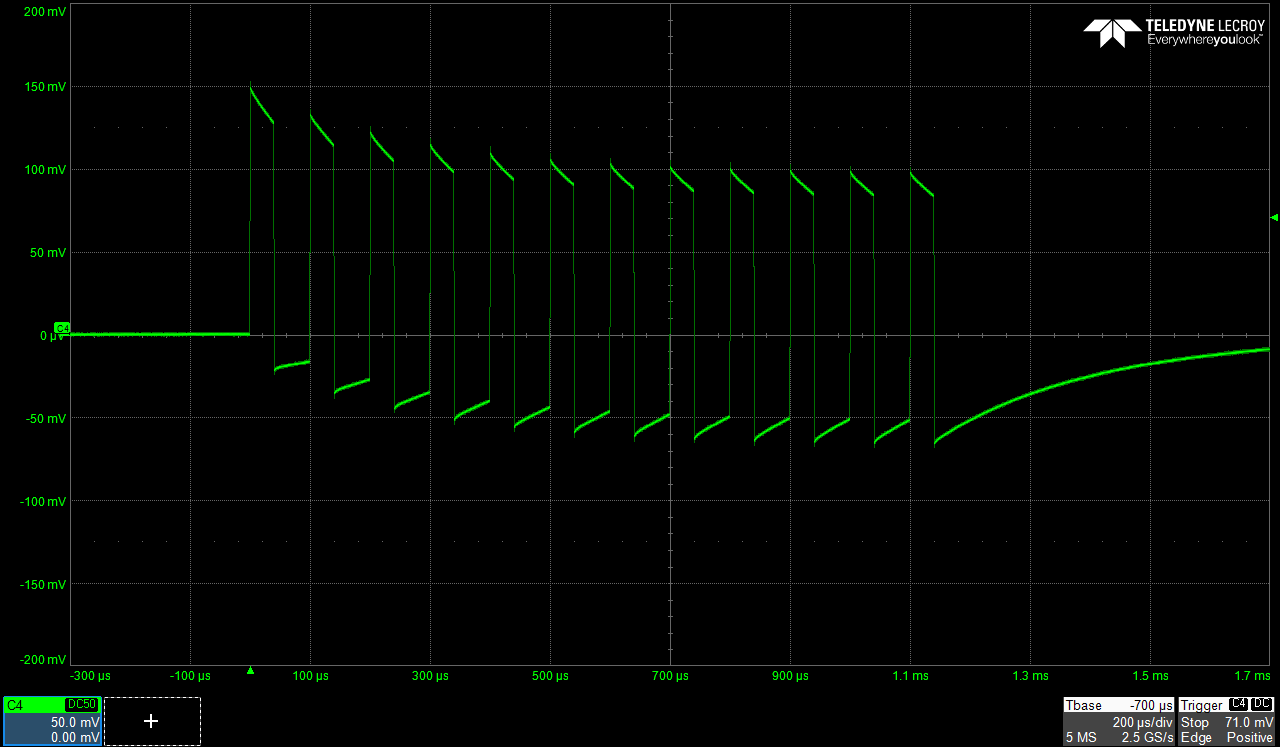 200 mV
TELEDYNE LECROY
Everywhereyoulook™
150 mV
100 mV
50 mV
C4
0 µV
-50 mV
-100 mV
-150 mV
-200 mV
-300 µs -100 µs 100 µs 300 µs 500 µs 700 µs 900 µs 1.1 ms 1.3 ms 1.5 ms 1.7 ms
C4 DC50
50.0 mV
0.00 mV
+
Tbase -700 µs
200 µs/div
5 MS 2.5 GS/s
Trigger C4 DC
Stop 71.0 mV
Edge Positive